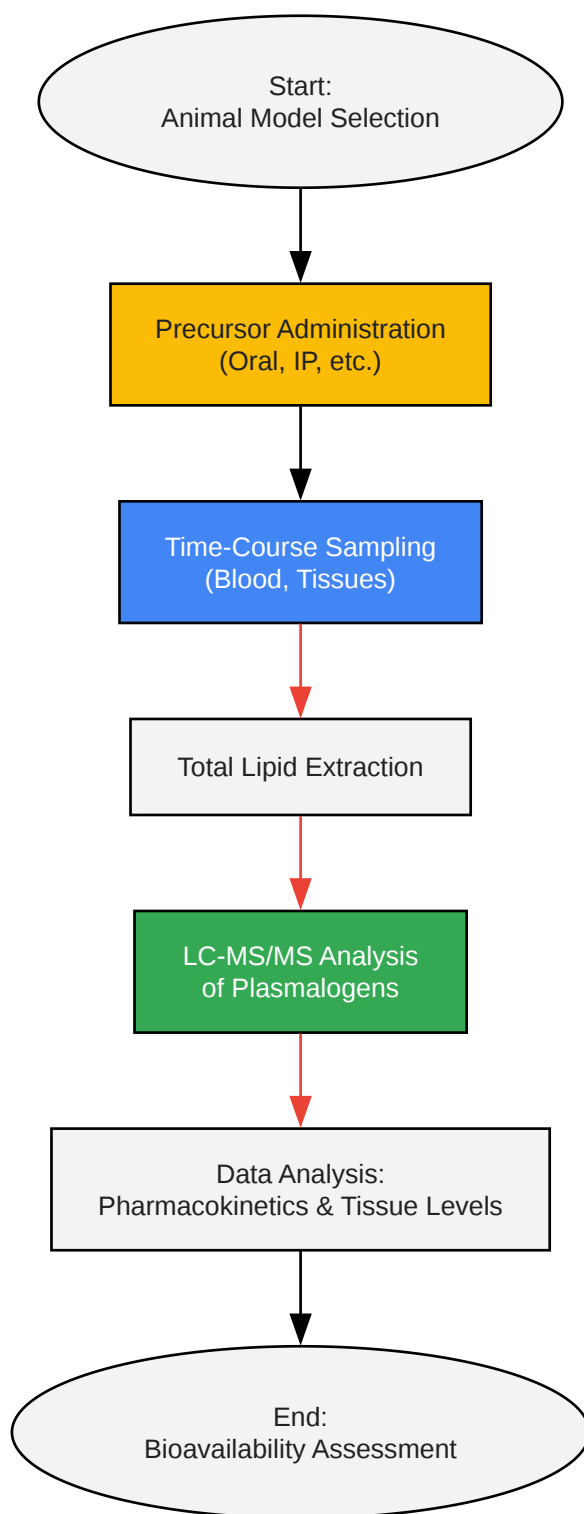 Start:
Animal Model Selection
Precursor Administration
(Oral, IP, etc.)
Time-Course Sampling
(Blood, Tissues)
Total Lipid Extraction
LC-MS/MS Analysis
of Plasmalogens
Data Analysis:
Pharmacokinetics & Tissue Levels
End:
Bioavailability Assessment